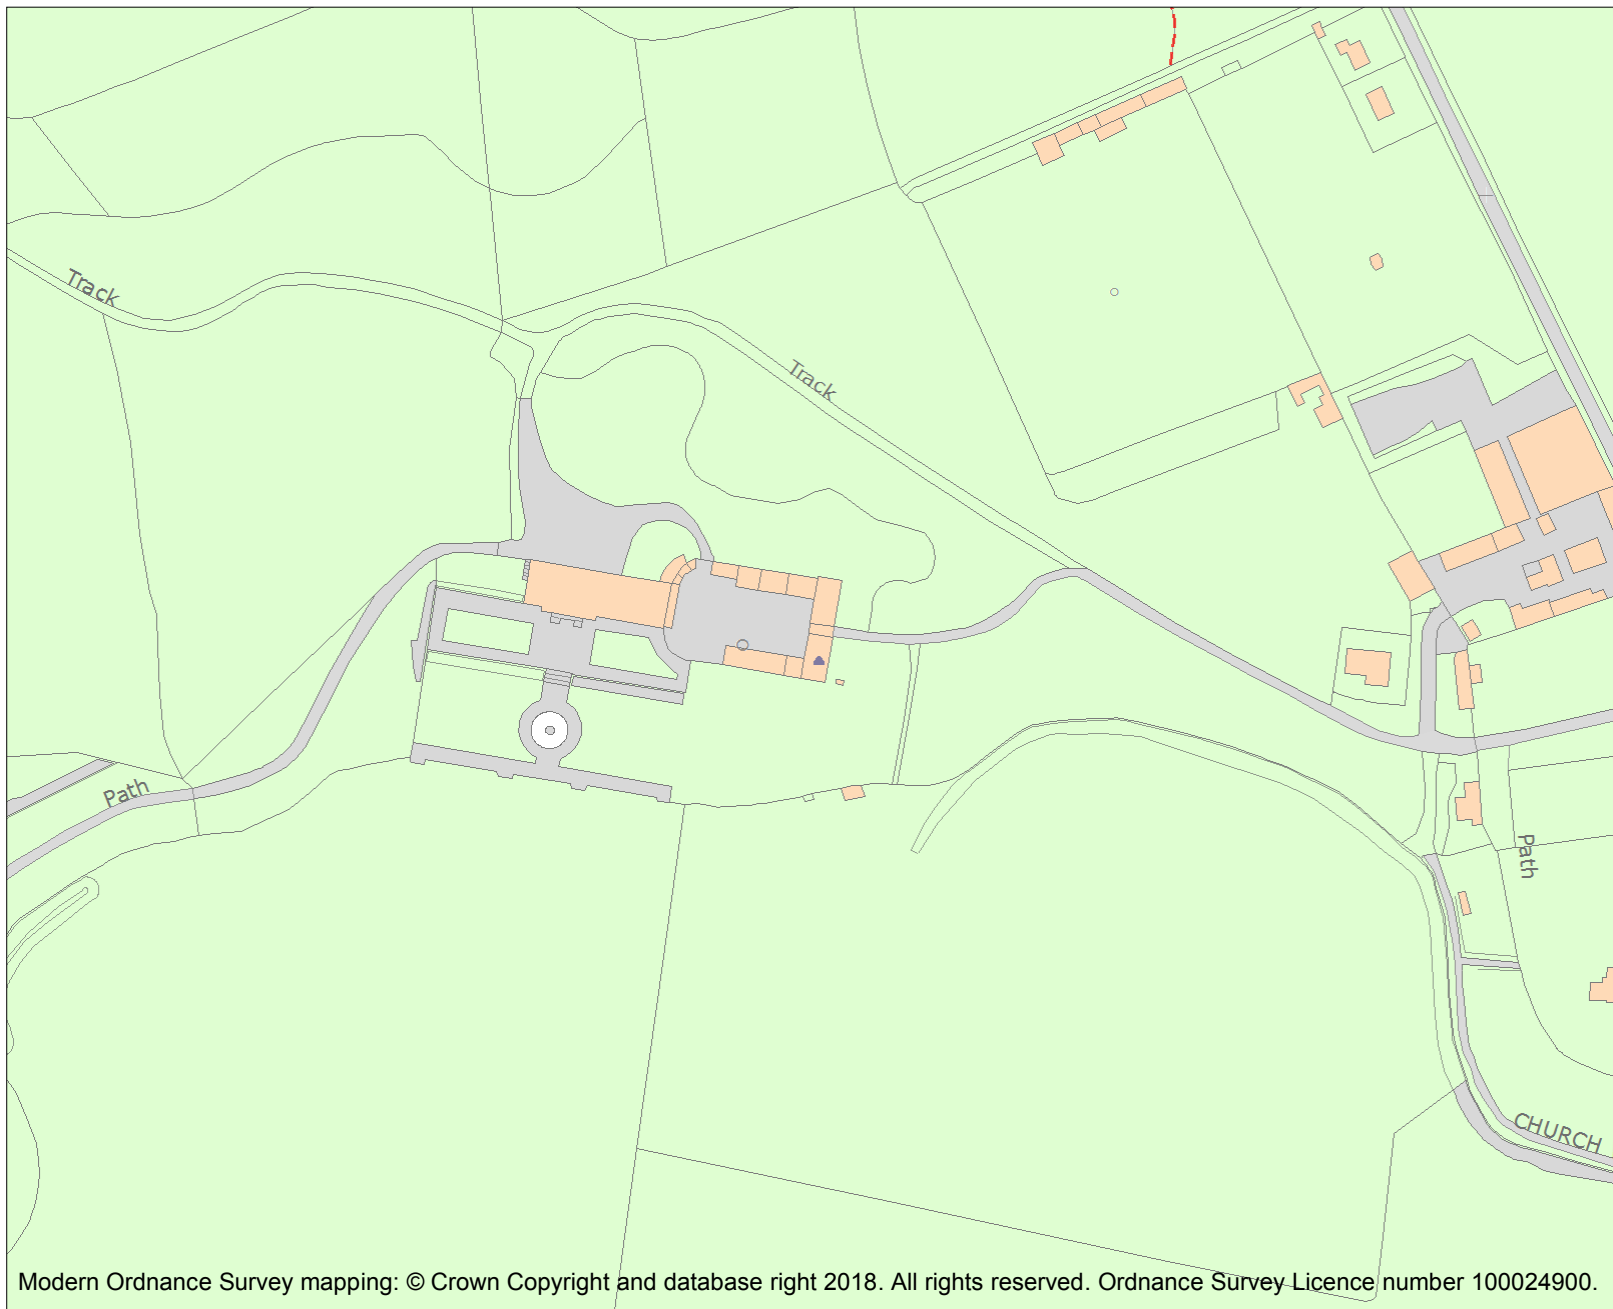 Track
Track
Path
Path
CHURCH
Modern Ordnance Survey mapping: © Crown Copyright and database right 2018. All rights reserved. Ordnance Survey Licence number 100024900.